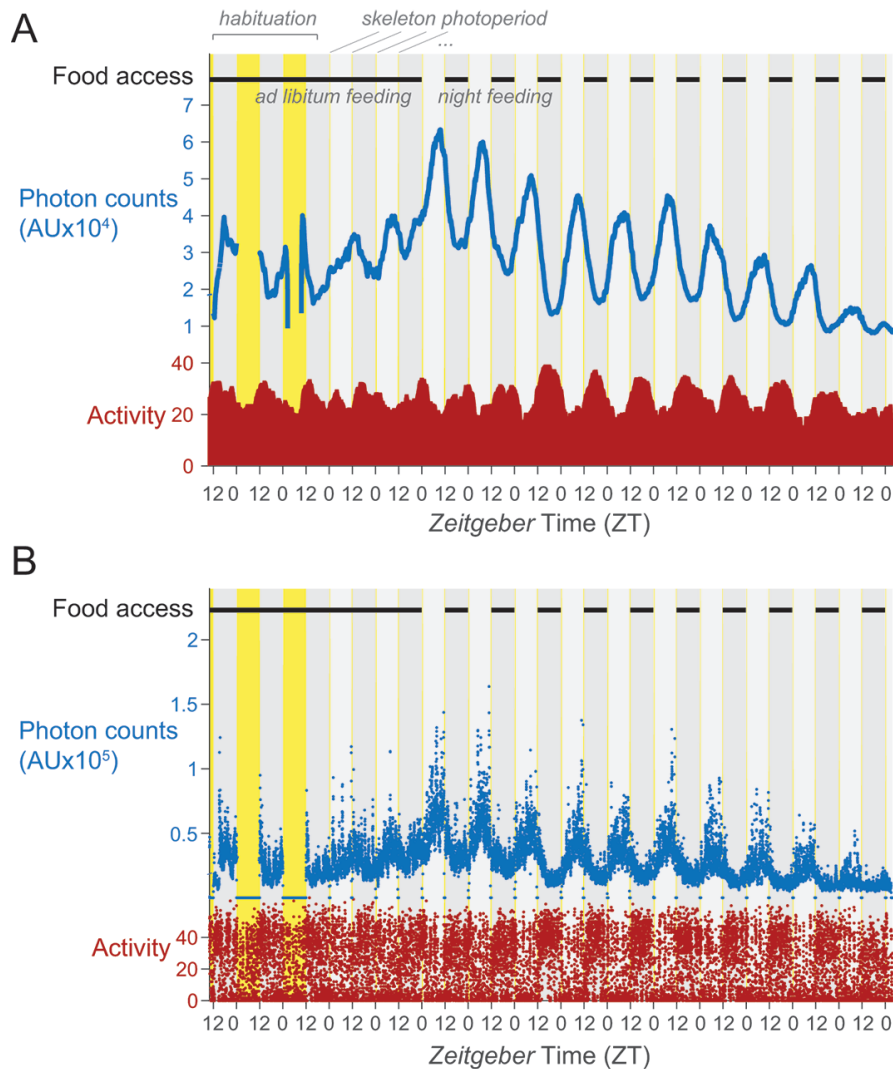 A
habituation
skeleton photoperiod
...
Food access
ad libitum feeding
night feeding
7
6
5
4
3
2
1
Photon counts
(AUx10⁴)
40
20
0
Activity
12 0 12 0 12 0 12 0 12 0 12 0 12 0 12 0 12 0 12 0 12 0 12 0 12 0 12 0 12 0
Zeitgeber Time (ZT)
B
Food access
2
1.5
1
0.5
Photon counts
(AUx10⁵)
40
20
0
Activity
12 0 12 0 12 0 12 0 12 0 12 0 12 0 12 0 12 0 12 0 12 0 12 0 12 0 12 0 12 0
Zeitgeber Time (ZT)